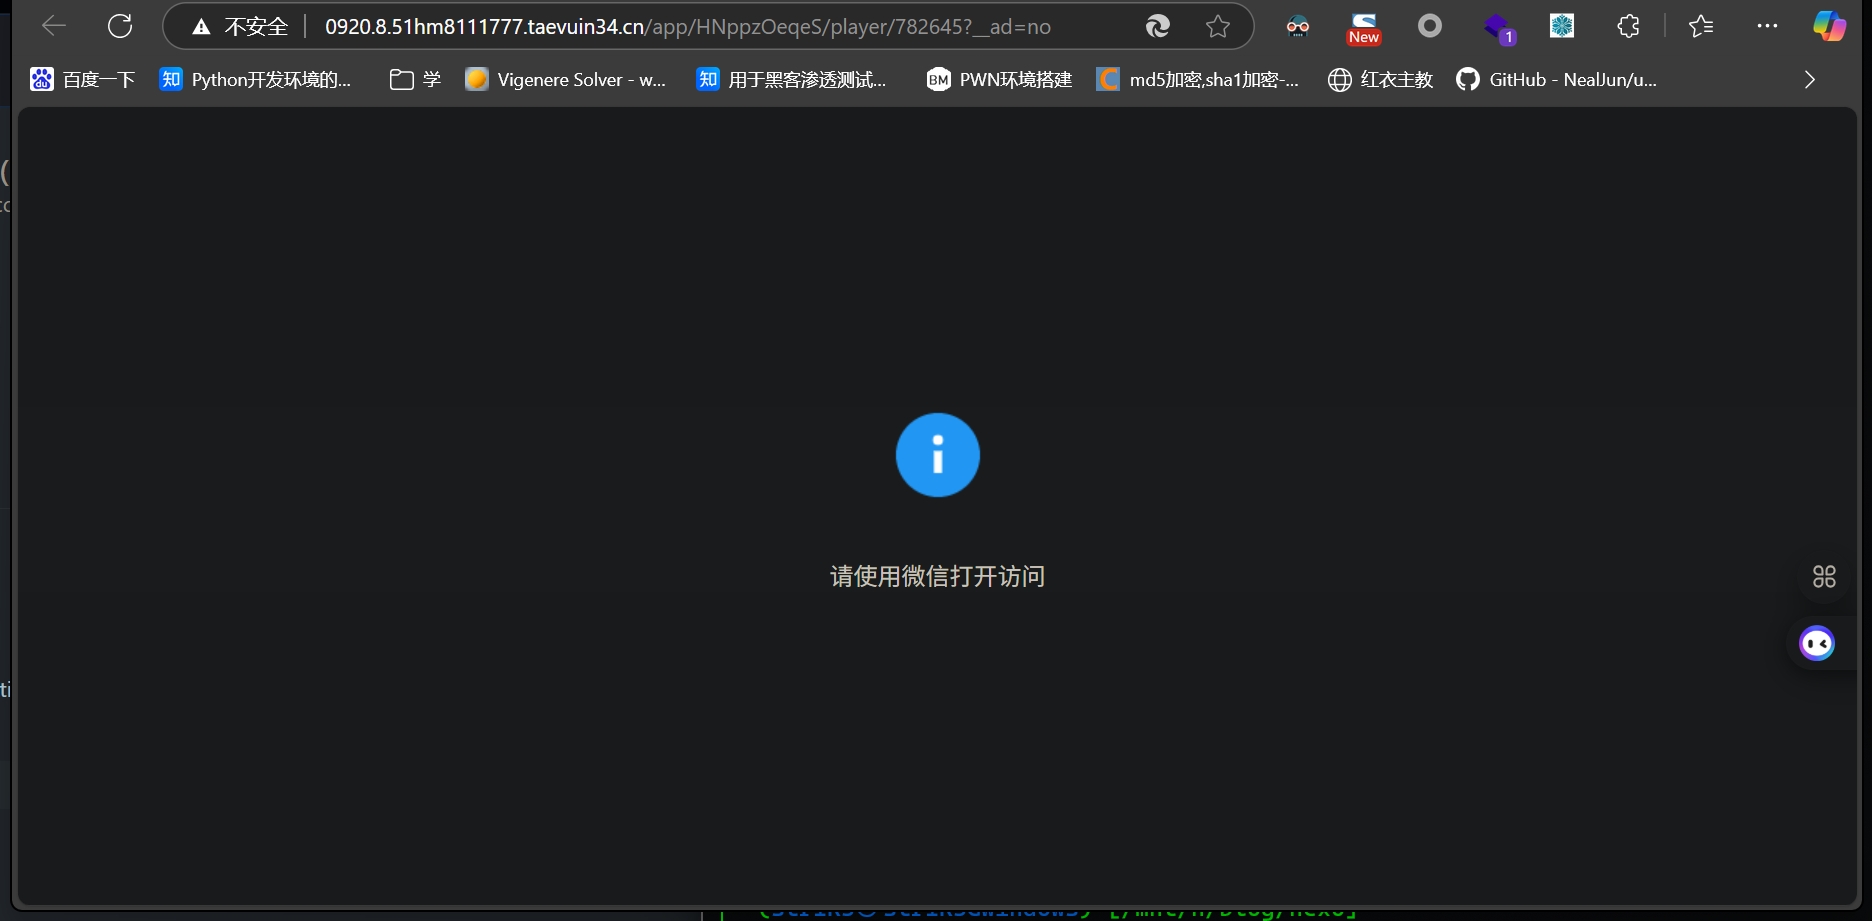 不安全 0920.8.51hm8111777.taevuin34.cn/app/HNppzOeqeS/player/782645?__ad=no
New
1
百度一下 知 Python开发环境的... 学 Vigenere Solver - w... 知 用于黑客渗透测试... BM PWN环境搭建 md5加密,sha1加密-... 红衣主教 GitHub - NealJun/u...
请使用微信打开访问